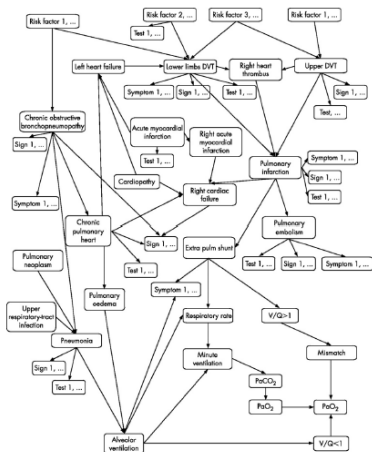 Risk factor 1, ...
Risk factor 2, ...
Risk factor 3, ...
Risk factor 1, ...
Test 1, ...
Left heart failure
Lower limbs DVT
Right heart
thrombus
Upper DVT
Symptom 1, ...
Sign 1, ...
Test 1, ...
Sign 1, ...
Test, ...
Chronic obstructive
bronchopneumopathy
Acute myocardial
infarction
Right acute
myocardial
infarction
Sign 1, ...
Test 1, ...
Pulmonary
infarction
Symptom 1, ...
Sign 1, ...
Test 1, ...
Cardiopathy
Right cardiac
failure
Symptom 1, ...
Chronic
pulmonary
heart
Sign 1, ...
Pulmonary
embolism
Extra pulm shunt
Pulmonary
neoplasm
Test 1, ...
Test 1, ...
Sign 1, ...
Symptom 1, ...
Pulmonary
oedema
Symptom 1, ...
Upper
respiratory-tract
infection
Respiratory rate
V/Q>1
Pneumonia
Minute
ventilation
Mismatch
Sign 1, ...
Test 1, ...
PaCO2
PaO2
PaO2
Alveolar
ventilation
V/Q<1